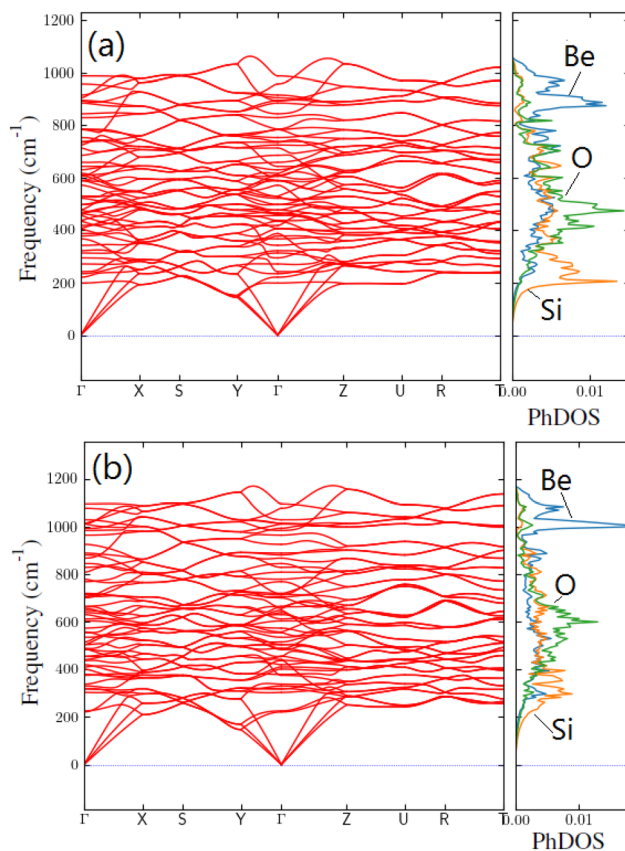 (a)
Frequency (cm-1)
1000
800
600
400
200
0
Γ X S Y Γ Z U R T
Be
O
Si
0.00 0.01
PhDOS
(b)
Frequency (cm-1)
1200
1000
800
600
400
200
0
Γ X S Y Γ Z U R T
Be
O
Si
0.00 0.01
PhDOS